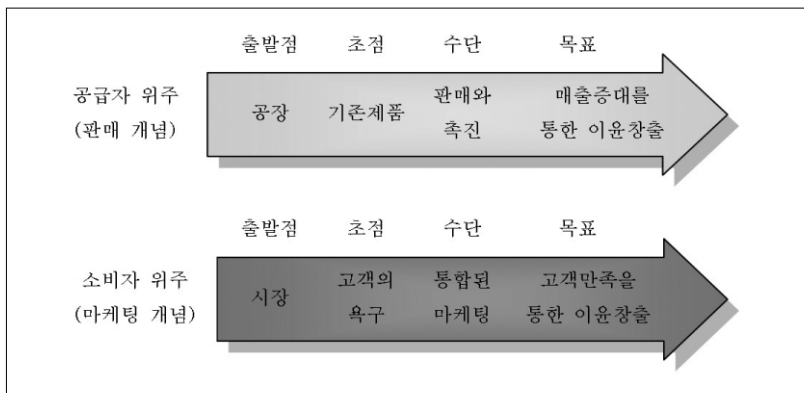 출발점 초점 수단 목표
공급자 위주 판매와 매출증대를
공장 기존제품
(판매 개념) 촉진 통한 이윤창출
출발점 초점 수단 목표
소비자 위주 고객의 통합된 고객만족을
시장
(마케팅 개념) 욕구 마케팅 통한 이윤창출